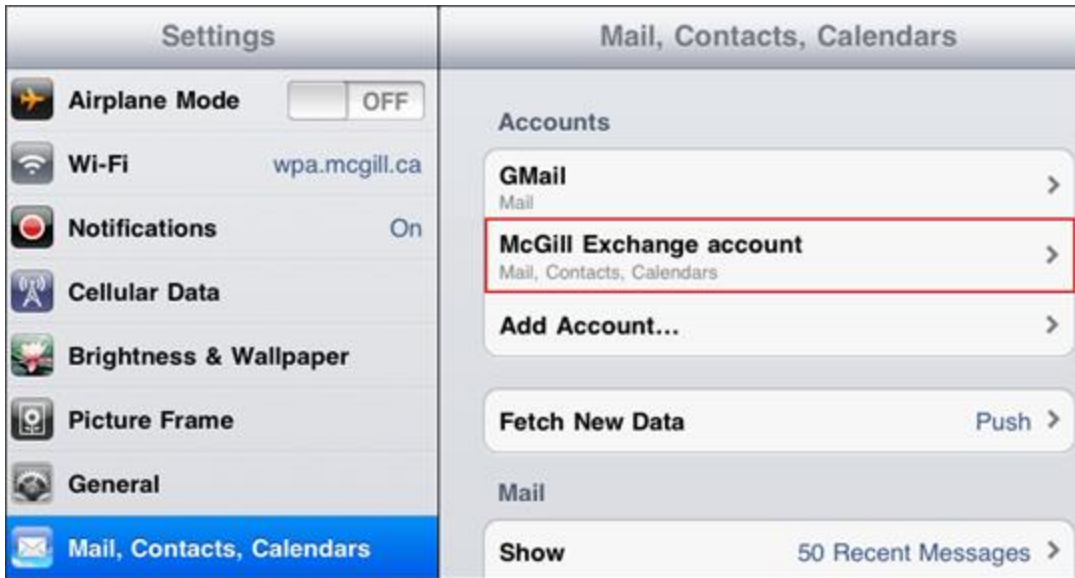 Settings
Airplane Mode OFF
Wi-Fi wpa.mcgill.ca
Notifications On
Cellular Data
Brightness & Wallpaper
Picture Frame
General
Mail, Contacts, Calendars
Mail, Contacts, Calendars
Accounts
GMail
Mail
McGill Exchange account
Mail, Contacts, Calendars
Add Account...
Fetch New Data Push
Mail
Show 50 Recent Messages